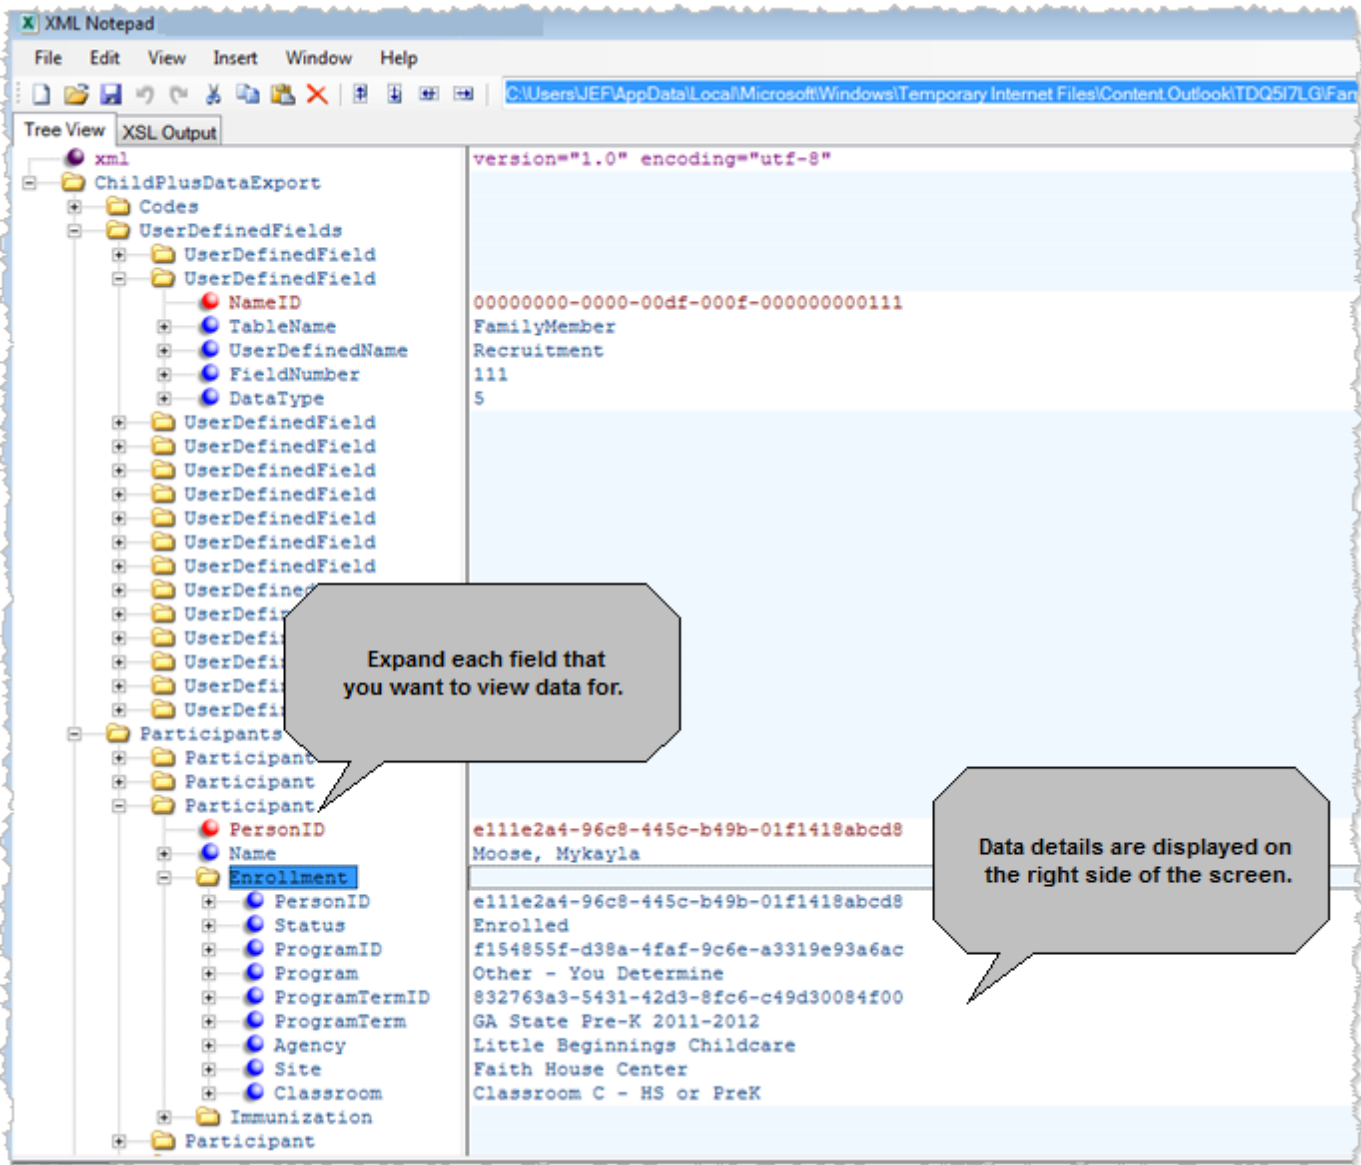 XML Notepad
File Edit View Insert Window Help
C:\Users\JEF\AppData\Local\Microsoft\Windows\Temporary Internet Files\Content.Outlook\TDQ5I7LG\Fam
Tree View XSL Output
xml version="1.0" encoding="utf-8"
ChildPlusDataExport
Codes
UserDefinedFields
UserDefinedField
UserDefinedField
NameID 00000000-0000-00df-000f-000000000111
TableName FamilyMember
UserDefinedName Recruitment
FieldNumber 111
DataType 5
UserDefinedField
UserDefinedField
UserDefinedField
UserDefinedField
UserDefinedField
UserDefinedField
UserDefinedField
UserDefined
UserDefin
UserDefi
UserDefi
UserDefi
UserDefi
Expand each field that
you want to view data for.
Participants
Participant
Participant
Participant
PersonID e111e2a4-96c8-445c-b49b-01f1418abcd8
Name Moose, Mykayla
Enrollment
PersonID e111e2a4-96c8-445c-b49b-01f1418abcd8
Status Enrolled
ProgramID f154855f-d38a-4faf-9c6e-a3319e93a6ac
Program Other - You Determine
ProgramTermID 832763a3-5431-42d3-8fc6-c49d30084f00
ProgramTerm GA State Pre-K 2011-2012
Agency Little Beginnings Childcare
Site Faith House Center
Classroom Classroom C - HS or PreK
Immunization
Participant
Data details are displayed on
the right side of the screen.